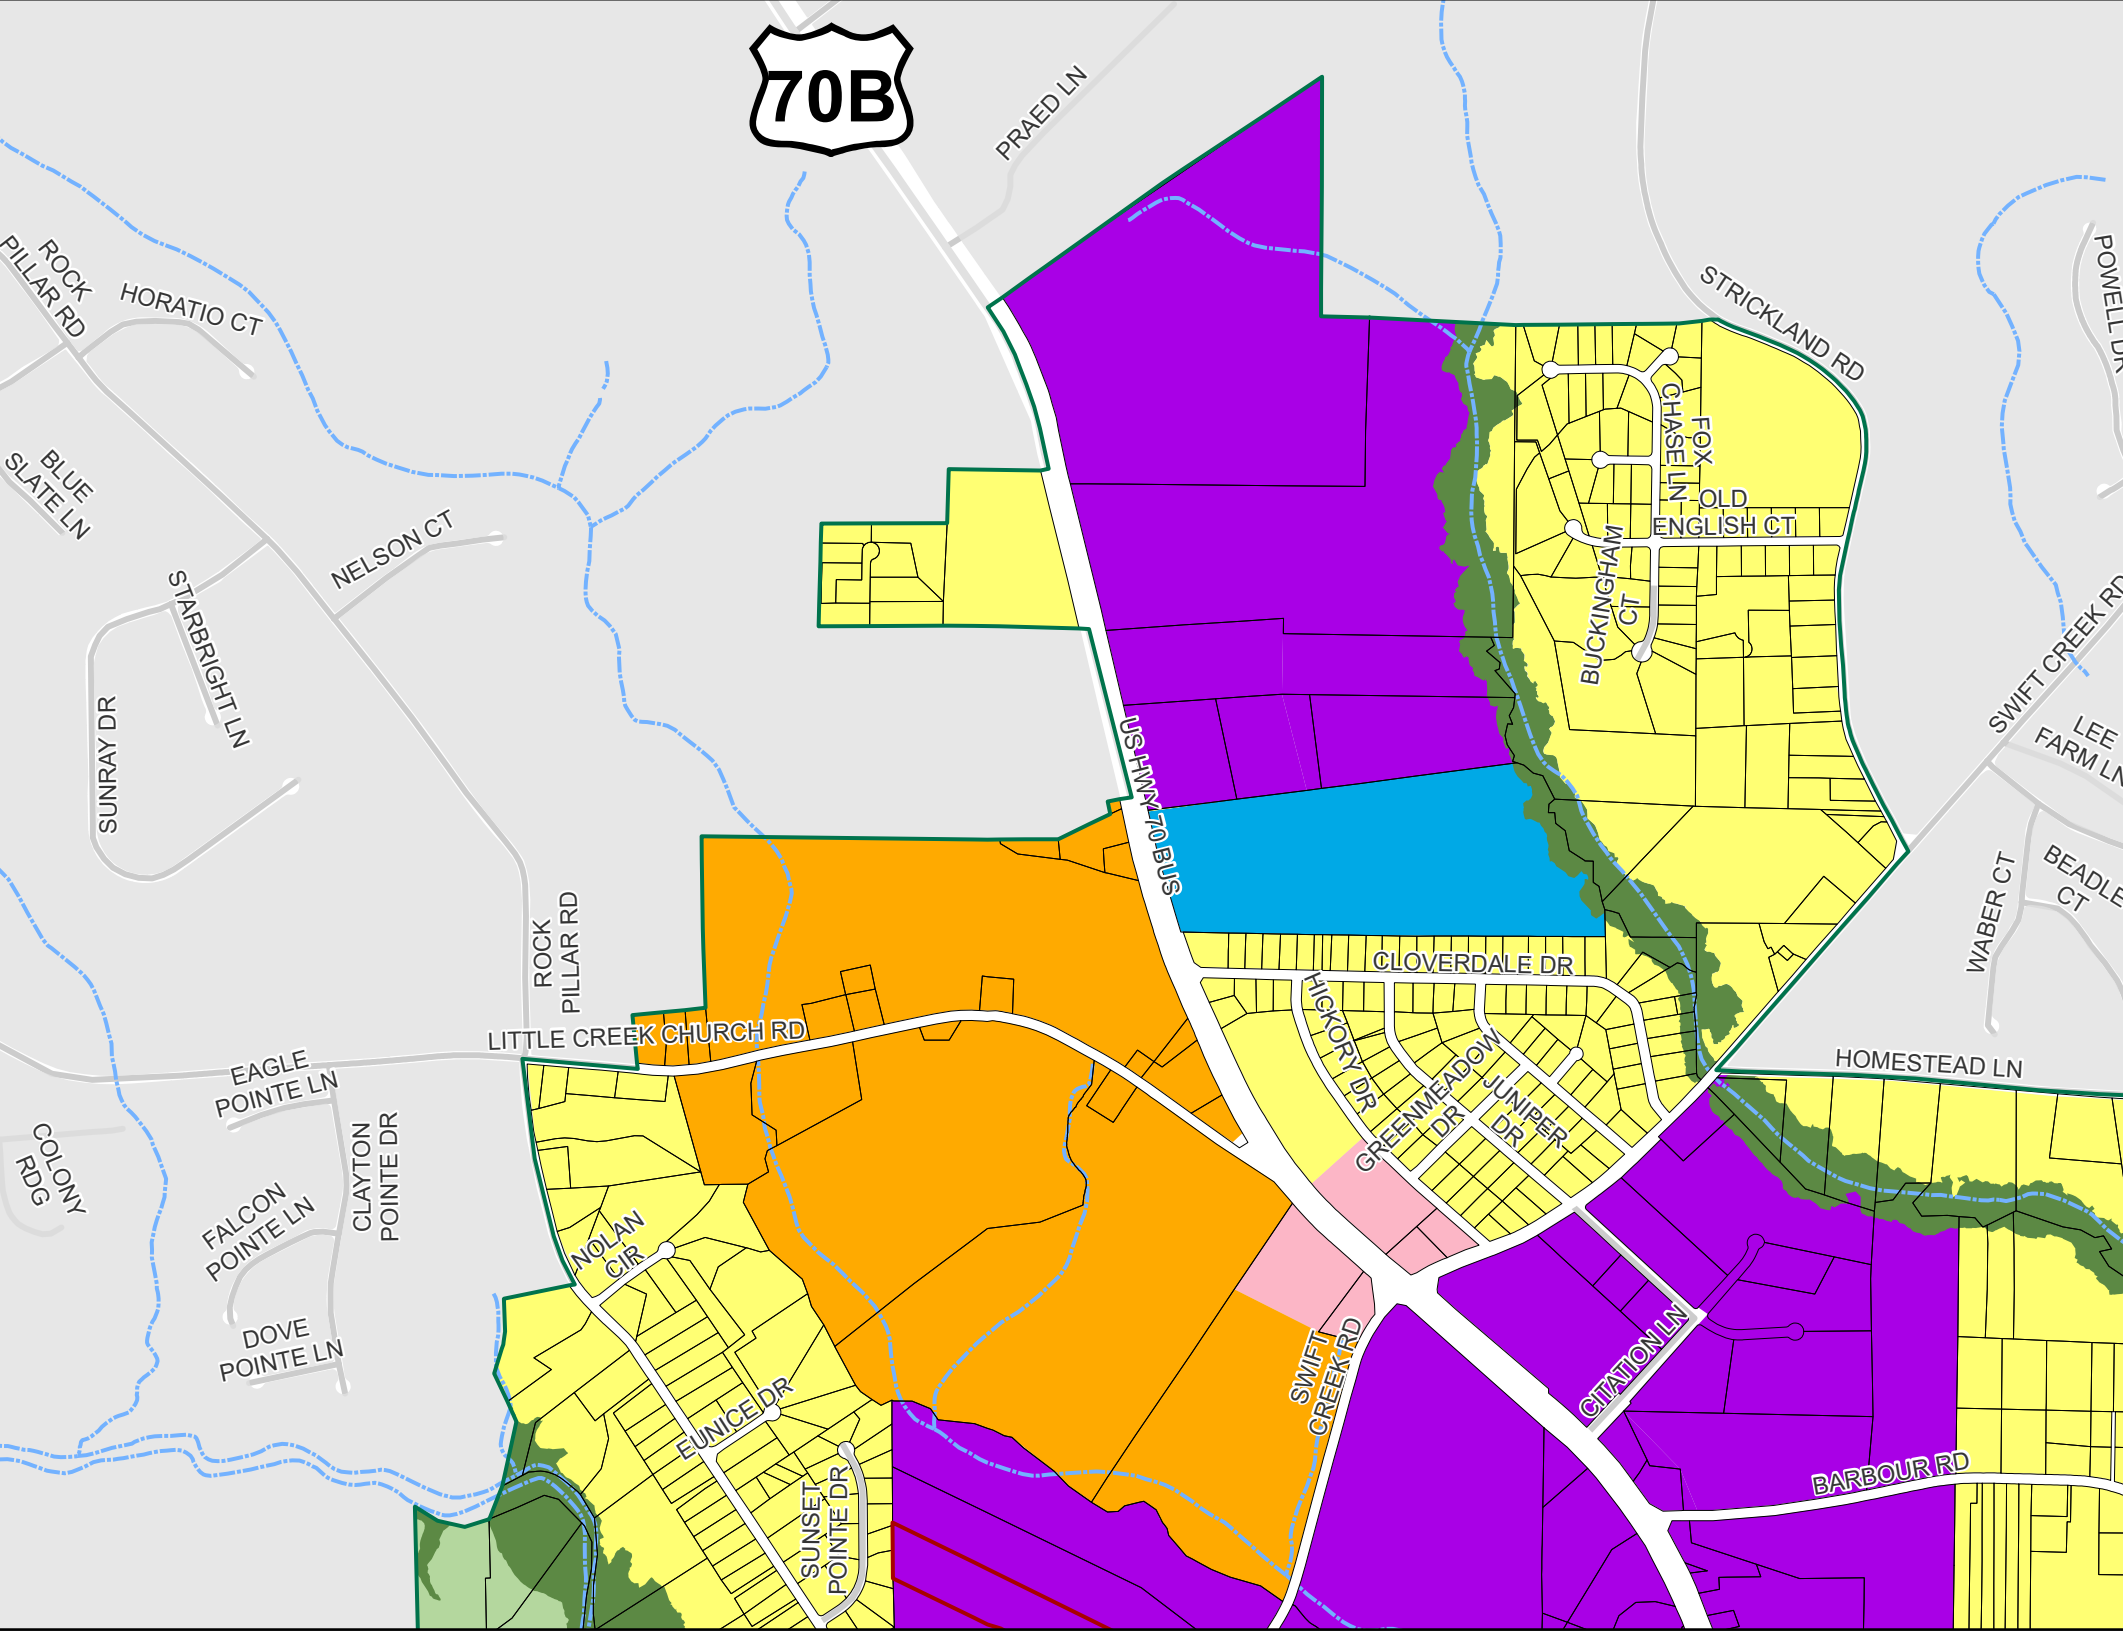 70B
PRAED LN
STRICKLAND RD
POWELL DR
ROCK
PILLAR RD
HORATIO CT
FOX
CHASE LN
OLD
ENGLISH CT
BLUE
SLATE LN
NELSON CT
BUCKINGHAM
CT
STARBRIGHT LN
SWIFT CREEK RD
SUNRAY DR
US HWY 70 BUS
LEE
FARM LN
WABER CT
BEADLE
CT
ROCK
PILLAR RD
CLOVERDALE DR
HICKORY DR
LITTLE CREEK CHURCH RD
GREENMEADOW
DR
JUNIPER
DR
HOMESTEAD LN
EAGLE
POINTE LN
CLAYTON
POINTE DR
COLONY
RDG
FALCON
POINTE LN
NOLAN
CIR
DOVE
POINTE LN
SWIFT
CREEK RD
CITATION LN
EUNICE DR
SUNSET
POINTE DR
BARBOUR RD